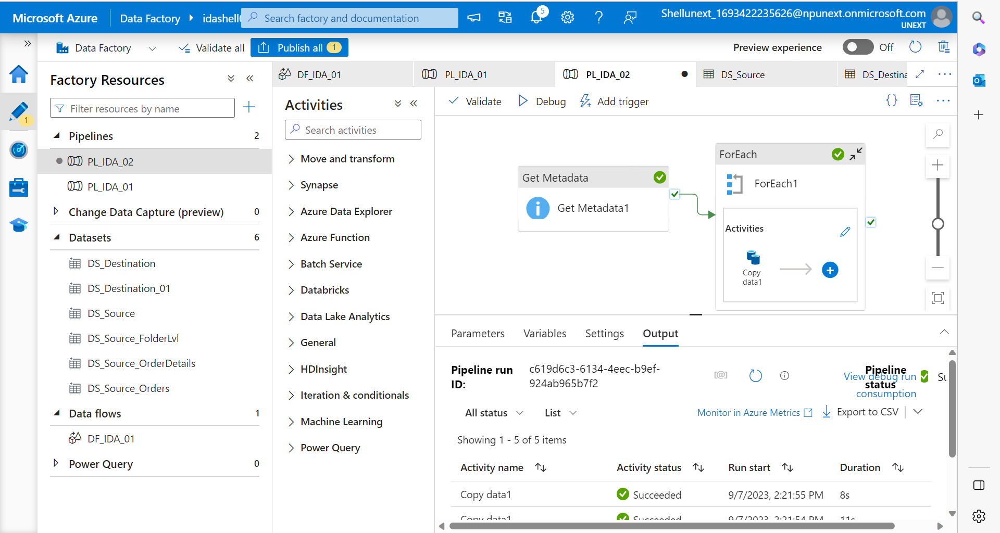 Microsoft Azure
Data Factory
idashell
Search factory and documentation
5
Shellunext_1693422235626@npunext.onmicrosoft.com
UNEXT
Data Factory
Validate all
Publish all 1
Preview experience
Off
1
Factory Resources
Filter resources by name
Pipelines 2
PL_IDA_02
PL_IDA_01
Change Data Capture (preview) 0
Datasets 6
DS_Destination
DS_Destination_01
DS_Source
DS_Source_FolderLvl
DS_Source_OrderDetails
DS_Source_Orders
Data flows 1
DF_IDA_01
Power Query 0
DF_IDA_01
PL_IDA_01
PL_IDA_02
DS_Source
DS_Destina
Activities
Search activities
Move and transform
Synapse
Azure Data Explorer
Azure Function
Batch Service
Databricks
Data Lake Analytics
General
HDInsight
Iteration & conditionals
Machine Learning
Power Query
Validate
Debug
Add trigger
Get Metadata
Get Metadata1
ForEach
ForEach1
Activities
Copy
data1
Parameters
Variables
Settings
Output
Pipeline run
ID:
c619d6c3-6134-4eec-b9ef-
924ab965b7f2
Pipeline
status
View debug run
consumption
Su
All status
List
Monitor in Azure Metrics
Export to CSV
Showing 1 - 5 of 5 items
Activity name
Activity status
Run start
Duration
Copy data1
Succeeded
9/7/2023, 2:21:55 PM
8s
Copy data1
Succeeded
9/7/2023, 2:21:54 PM
11s